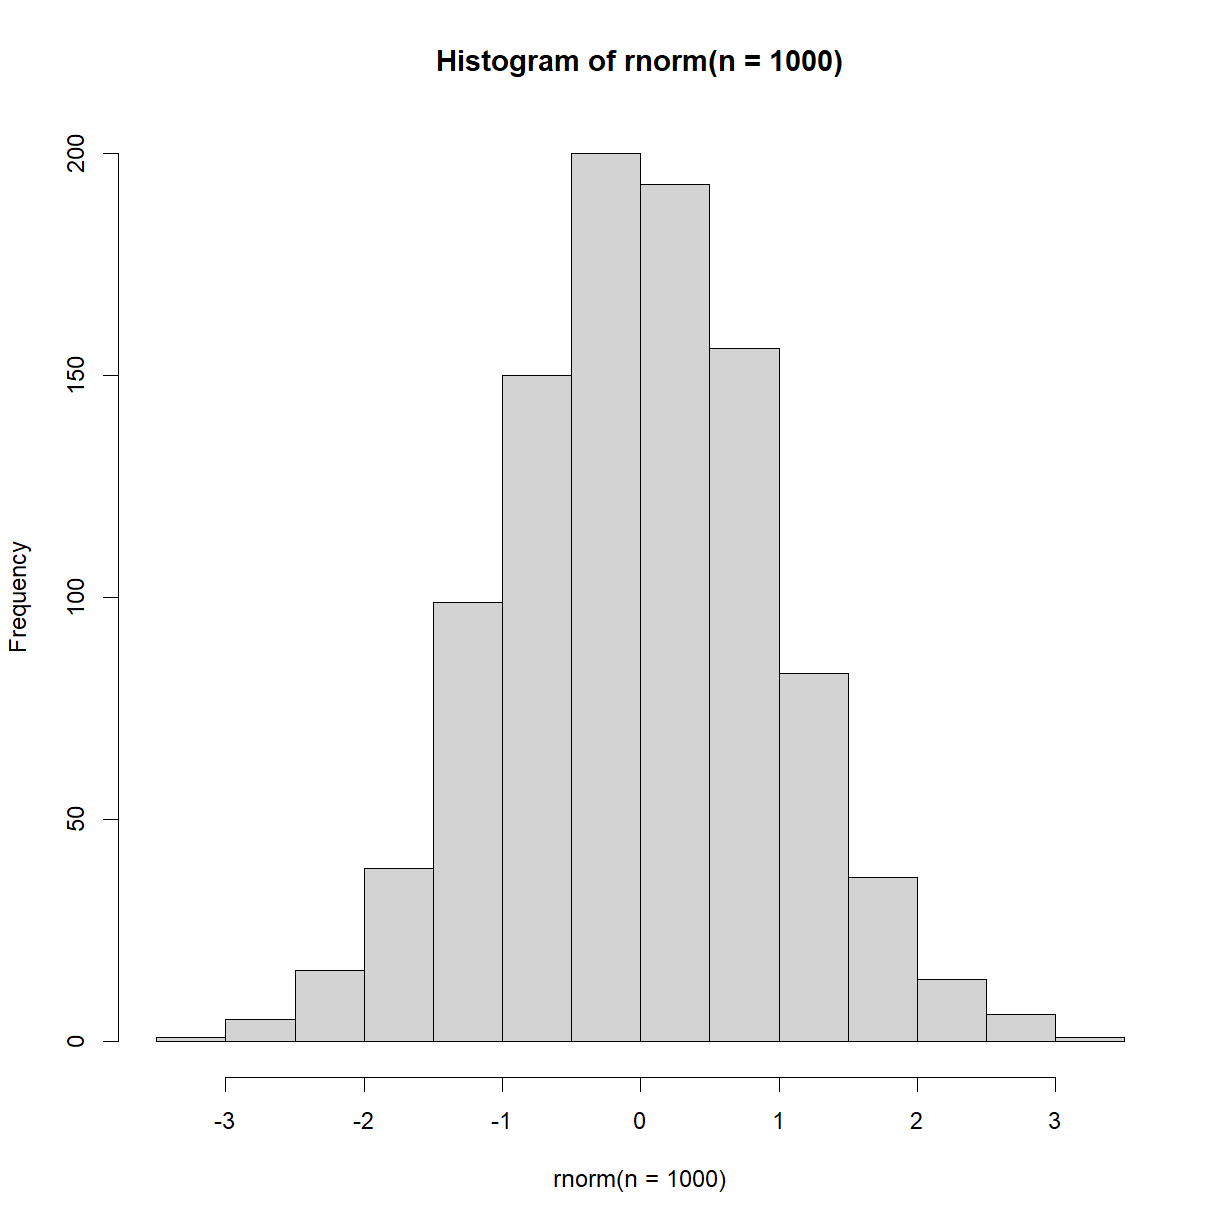 Histogram of rnorm(n = 1000)
200
150
100
50
0
Frequency
-3 -2 -1 0 1 2 3
rnorm(n = 1000)